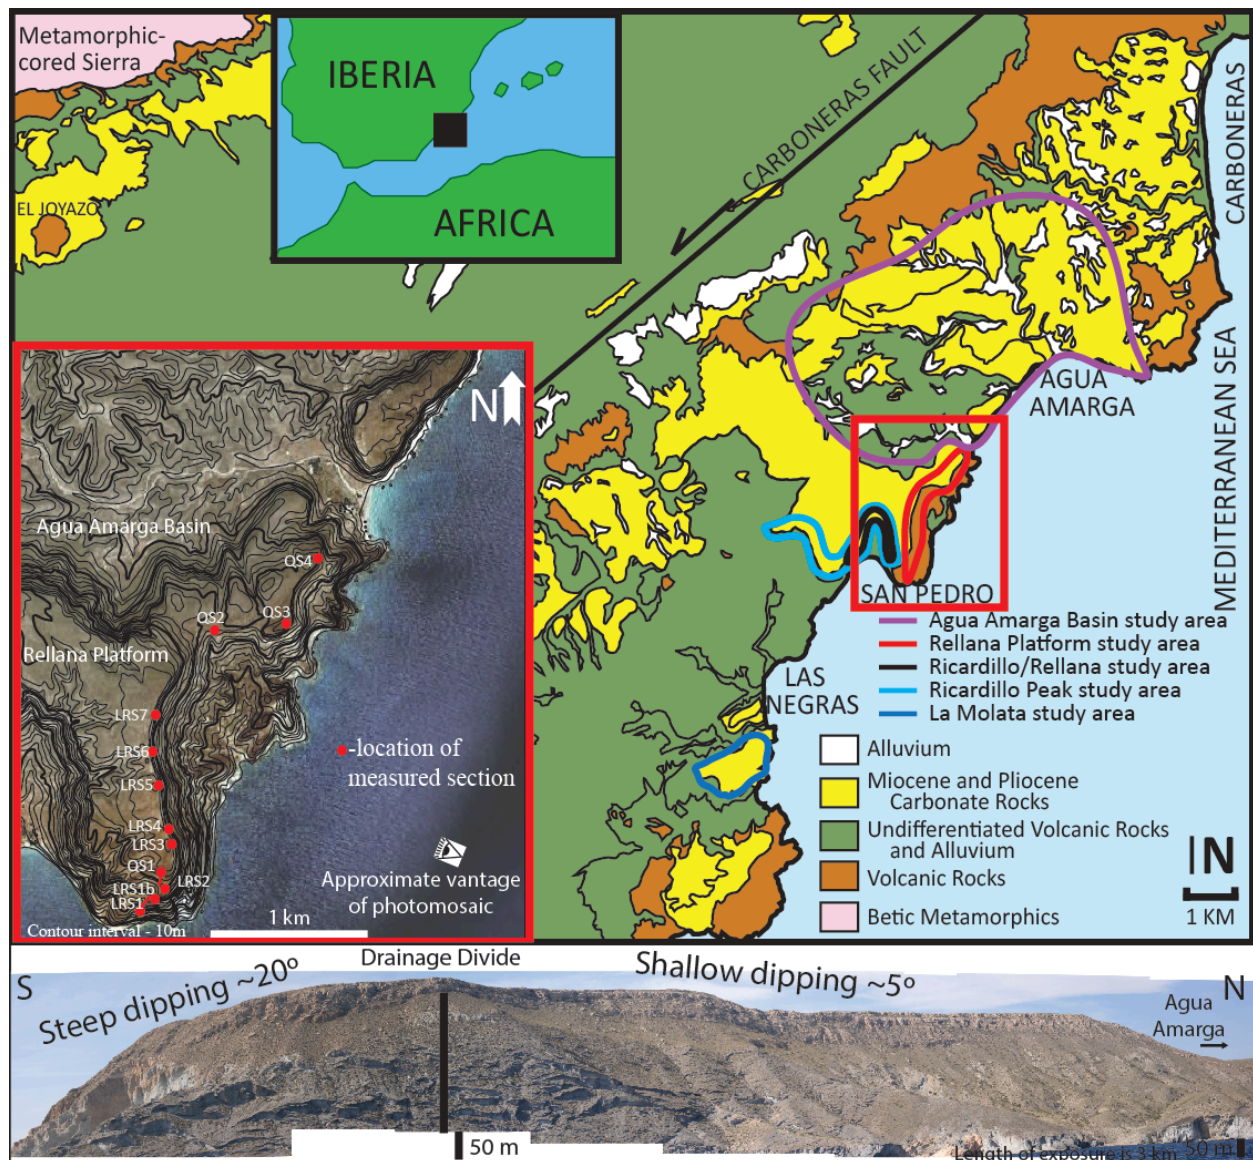 Metamorphic-
cored Sierra
IBERIA
AFRICA
EL JOYAZO
CARBONERAS FAULT
CARBONERAS
MEDITERRANEAN SEA
AGUA
AMARGA
SAN PEDRO
LAS
NEGRAS
Agua Amarga Basin study area
Rellana Platform study area
Ricardillo/Rellana study area
Ricardillo Peak study area
La Molata study area
Alluvium
Miocene and Pliocene
Carbonate Rocks
Undifferentiated Volcanic Rocks
and Alluvium
Volcanic Rocks
Betic Metamorphics
N
1 KM
N
Agua Amarga Basin
QS4
QS3
QS2
Rellana Platform
LRS7
LRS6
LRS5
LRS4
LRS3
QS1
LRS2
LRS1b
LRS1
-location of
measured section
Approximate vantage
of photomosaic
1 km
Contour interval - 10m
S
Steep dipping ~20º
Drainage Divide
Shallow dipping ~5º
N
Agua
Amarga
50 m
Length of exposure is 3 km
50 m